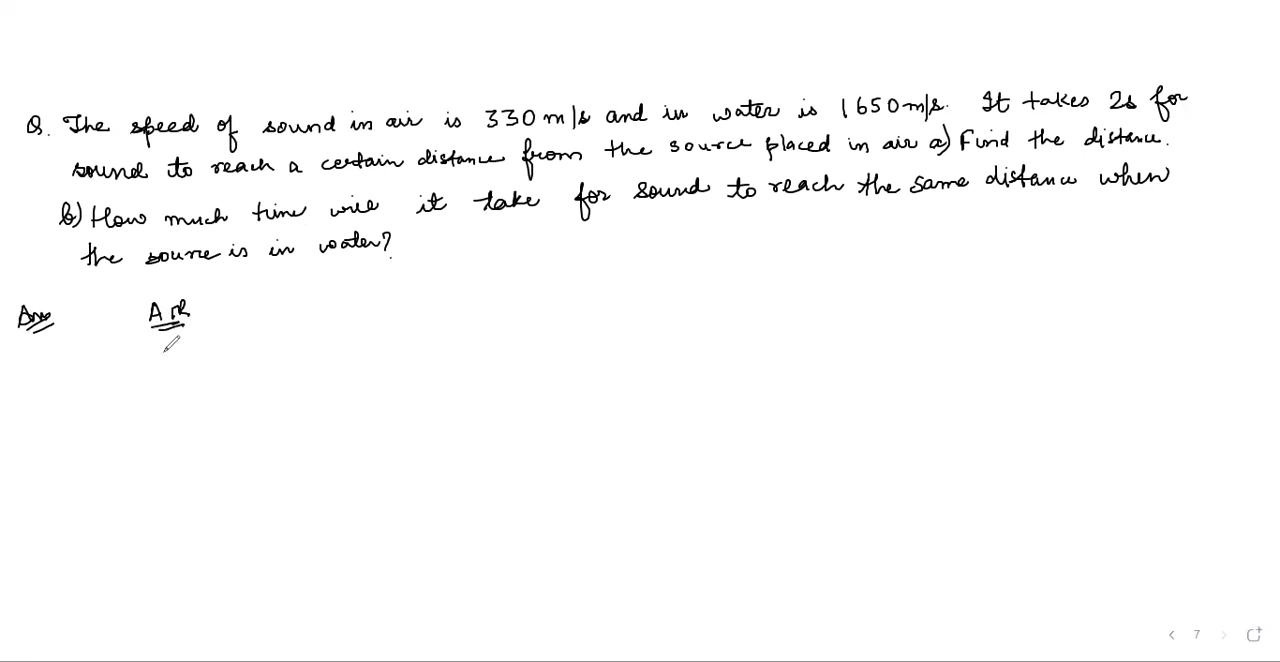 Q. The speed of sound in air is 330 m/s and in water is 1650 m/s. It takes 2s for
sound to reach a certain distance from the source placed in air a) Find the distance.
b) How much time will it take for sound to reach the same distance when
the source is in water?
Ans AIR
7